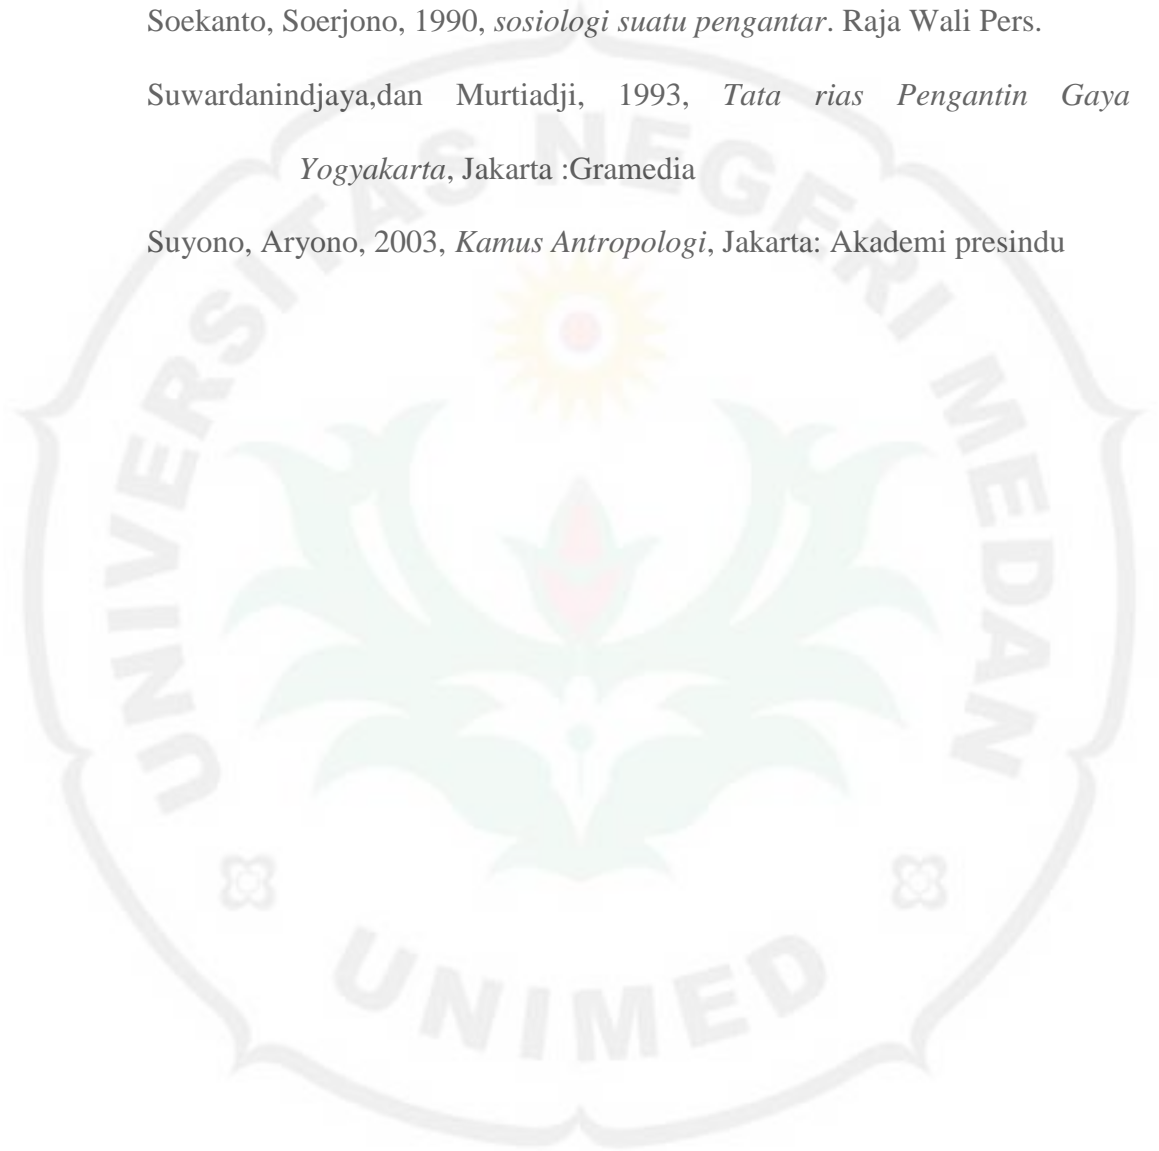 Soekanto, Soerjono, 1990, sosiologi suatu pengantar. Raja Wali Pers.
Suwardanindjaya,dan Murtiadji, 1993, Tata rias Pengantin Gaya
Yogyakarta, Jakarta :Gramedia
Suyono, Aryono, 2003, Kamus Antropologi, Jakarta: Akademi presindu
UNIVERSITAS NEGERI MEDAN
UNIMED